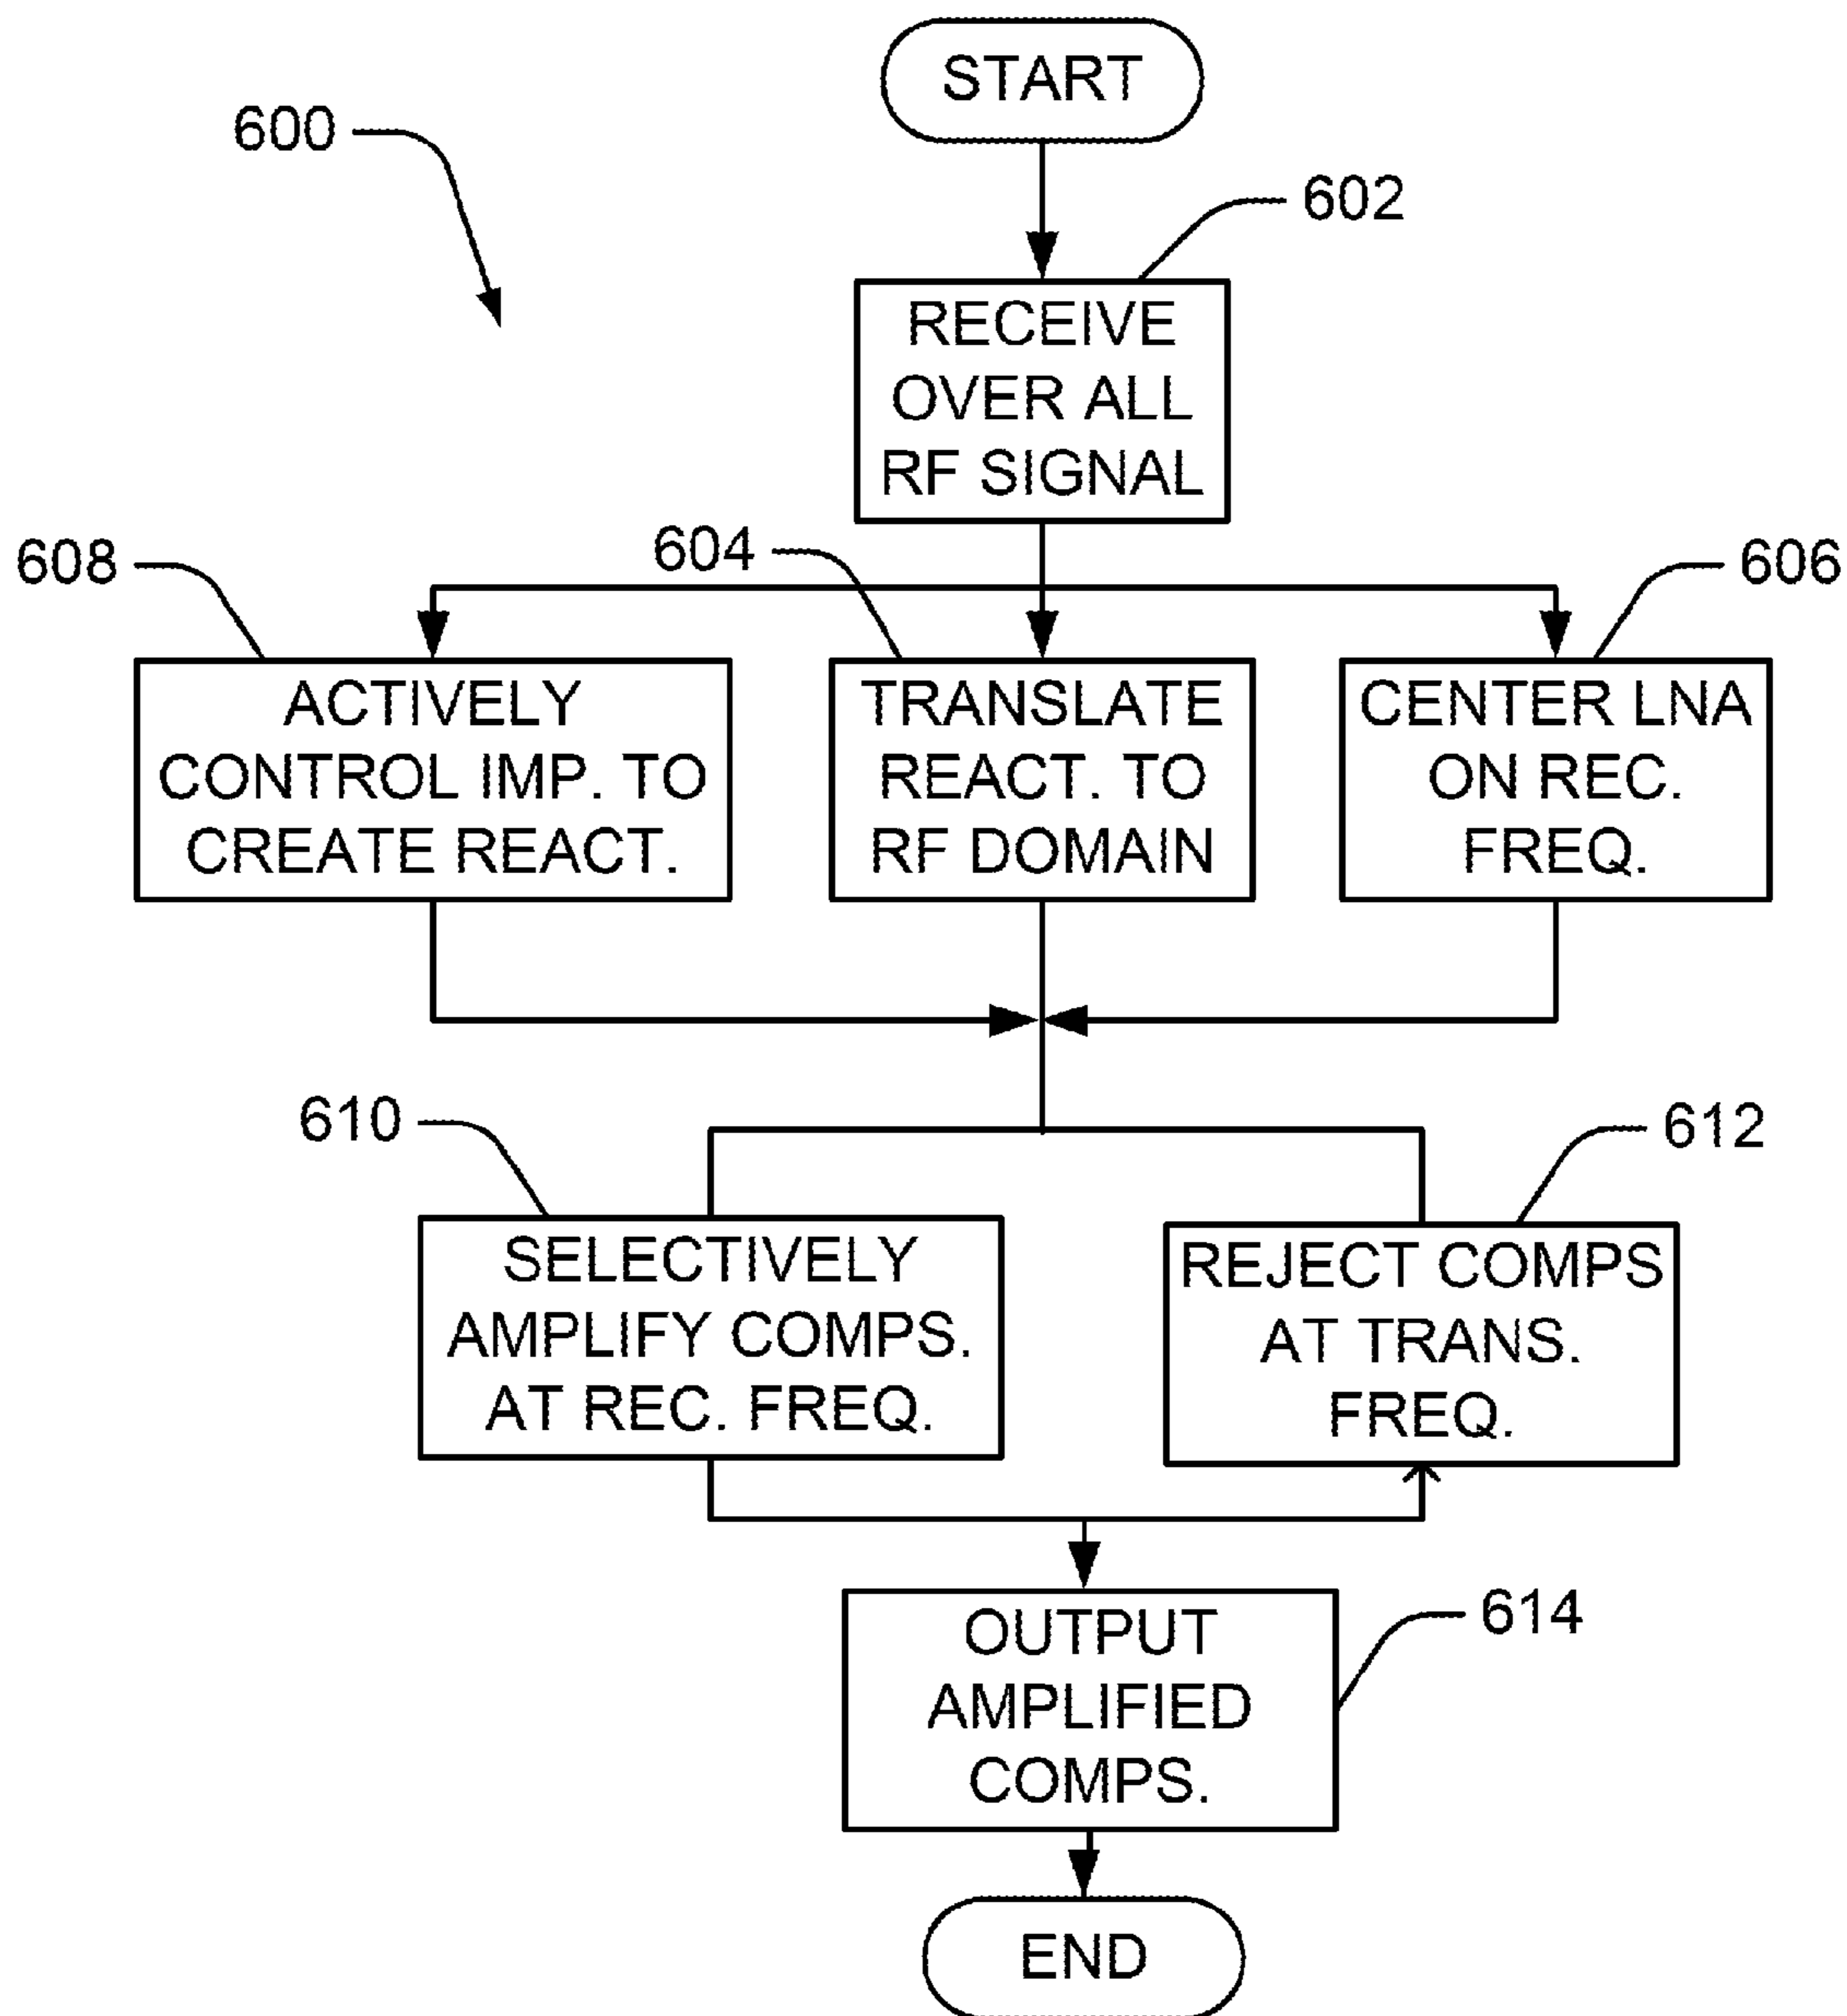 START
600
602
RECEIVE
OVER ALL
RF SIGNAL
608
604
606
ACTIVELY
CONTROL IMP. TO
CREATE REACT.
TRANSLATE
REACT. TO
RF DOMAIN
CENTER LNA
ON REC.
FREQ.
610
612
SELECTIVELY
AMPLIFY COMPS.
AT REC. FREQ.
REJECT COMPS
AT TRANS.
FREQ.
614
OUTPUT
AMPLIFIED
COMPS.
END